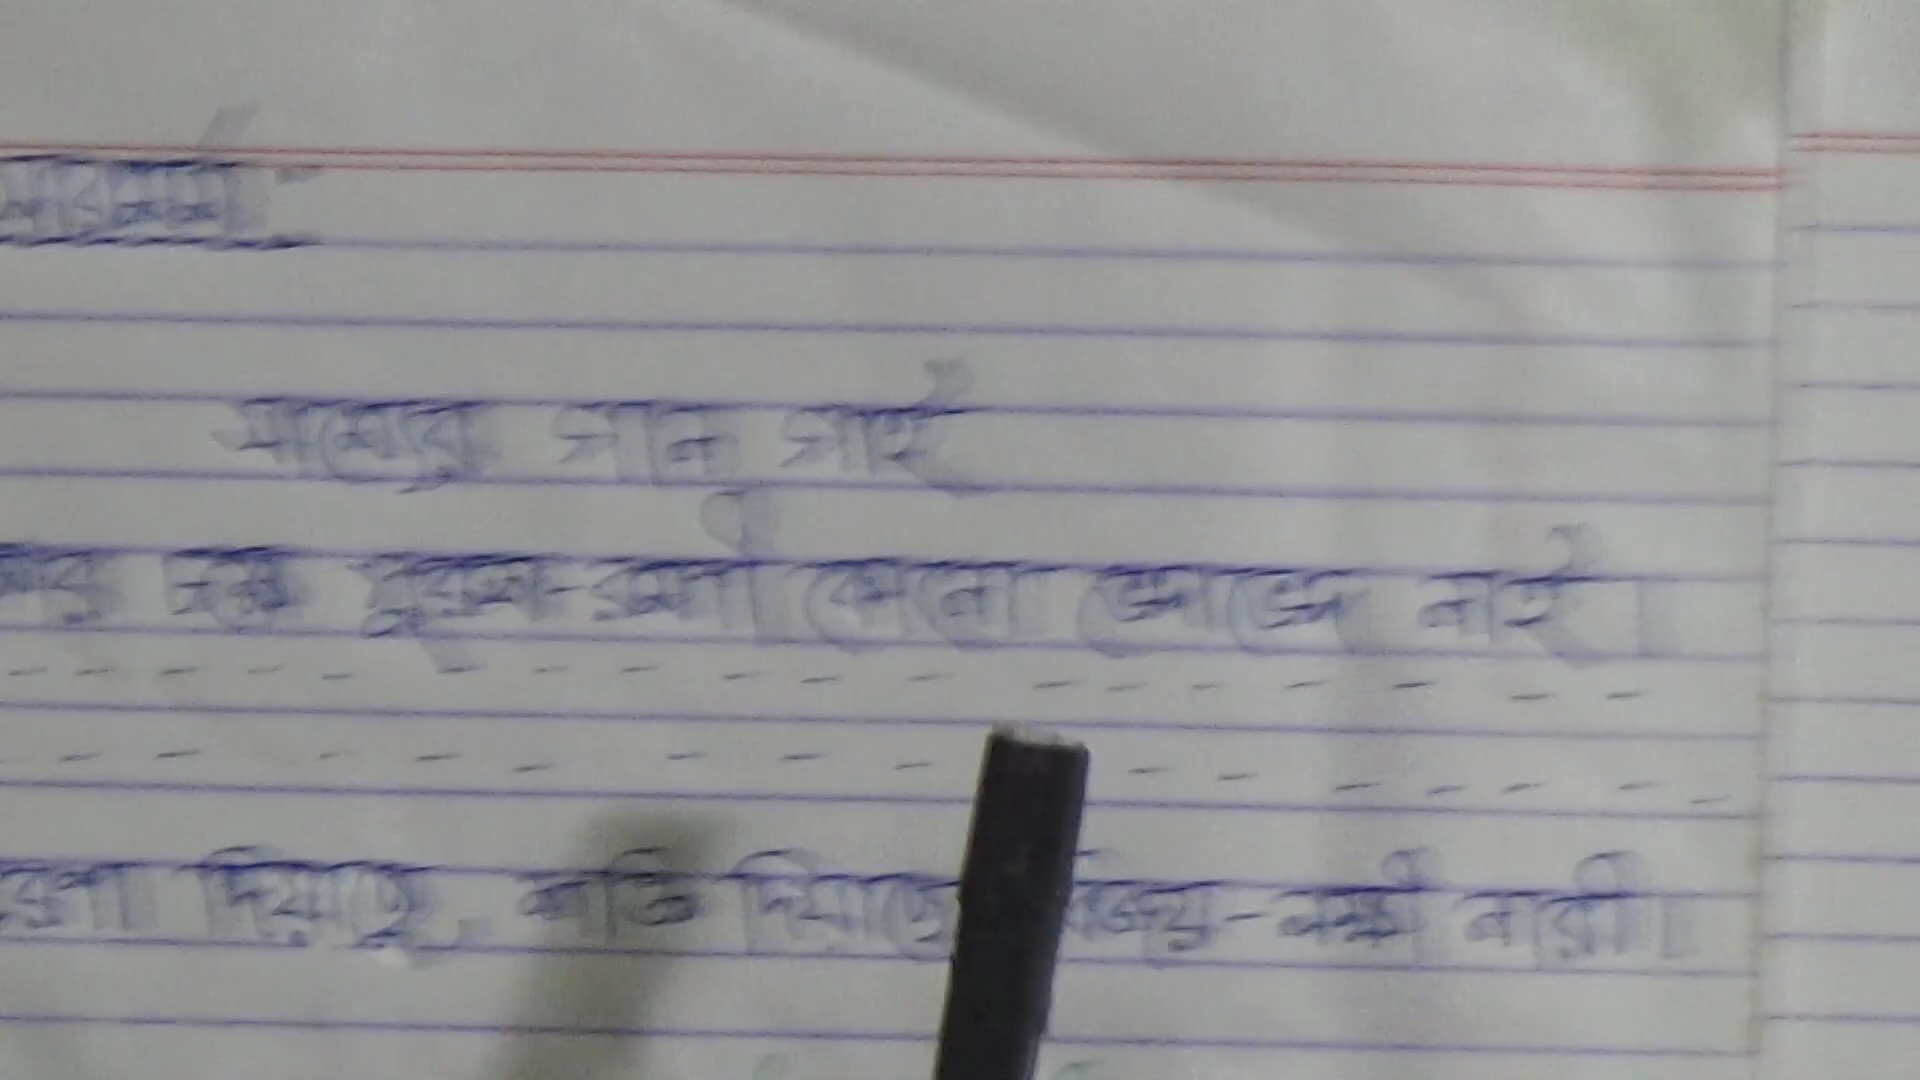 সাম্যের গান গাই
চক্ষে পুরুষ-রমণী কোনো ভেদাভেদ নাই।
দিয়াছে, শক্তি দিয়াছে বিজয়-লক্ষ্মী নারী।